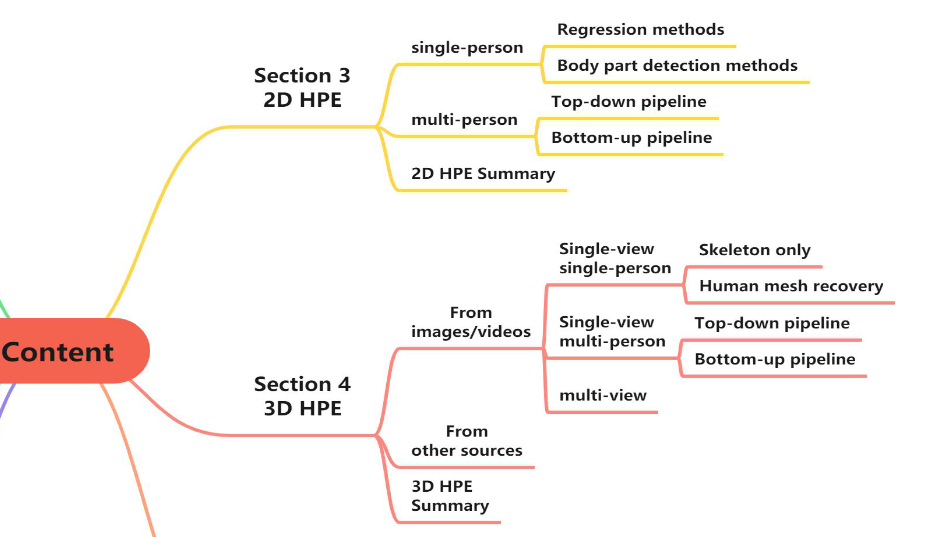 Regression methods
single-person
Body part detection methods
Section 3
2D HPE
Top-down pipeline
multi-person
Bottom-up pipeline
2D HPE Summary
Single-view
single-person
Skeleton only
Human mesh recovery
From
images/videos
Single-view
multi-person
Top-down pipeline
Bottom-up pipeline
Content
Section 4
3D HPE
multi-view
From
other sources
3D HPE
Summary